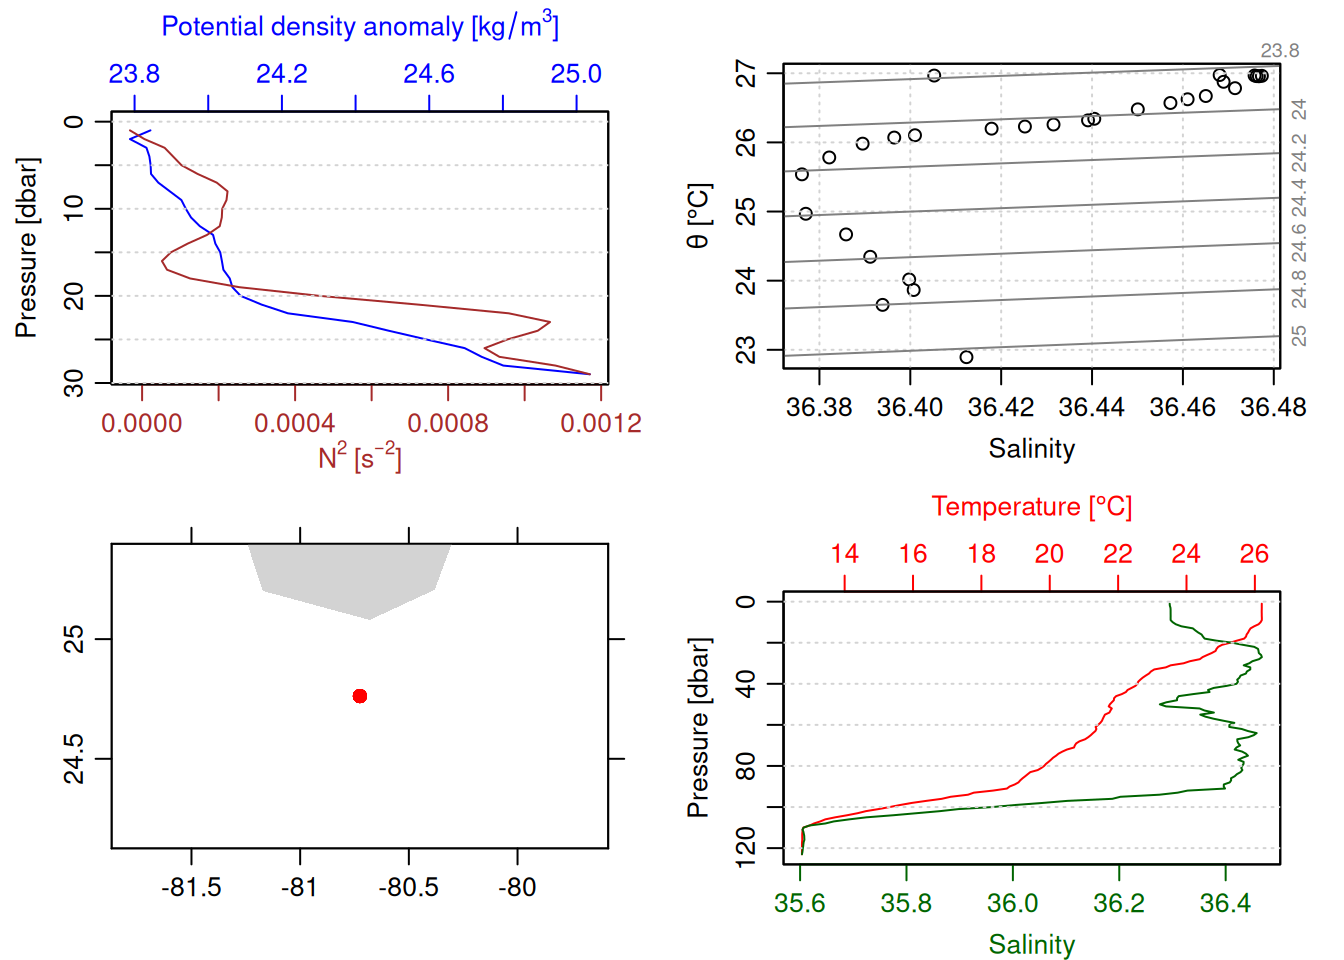 Potential density anomaly [kg/m³]
23.8 24.2 24.6 25.0
Pressure [dbar]
0
10
20
30
0.0000 0.0004 0.0008 0.0012
N² [s⁻²]
23.8
θ [°C]
27
26
25
24
23
24
24.2
24.4
24.6
24.8
25
36.38 36.40 36.42 36.44 36.46 36.48
Salinity
25
24.5
-81.5 -81 -80.5 -80
Temperature [°C]
14 16 18 20 22 24 26
Pressure [dbar]
0
40
80
120
35.6 35.8 36.0 36.2 36.4
Salinity